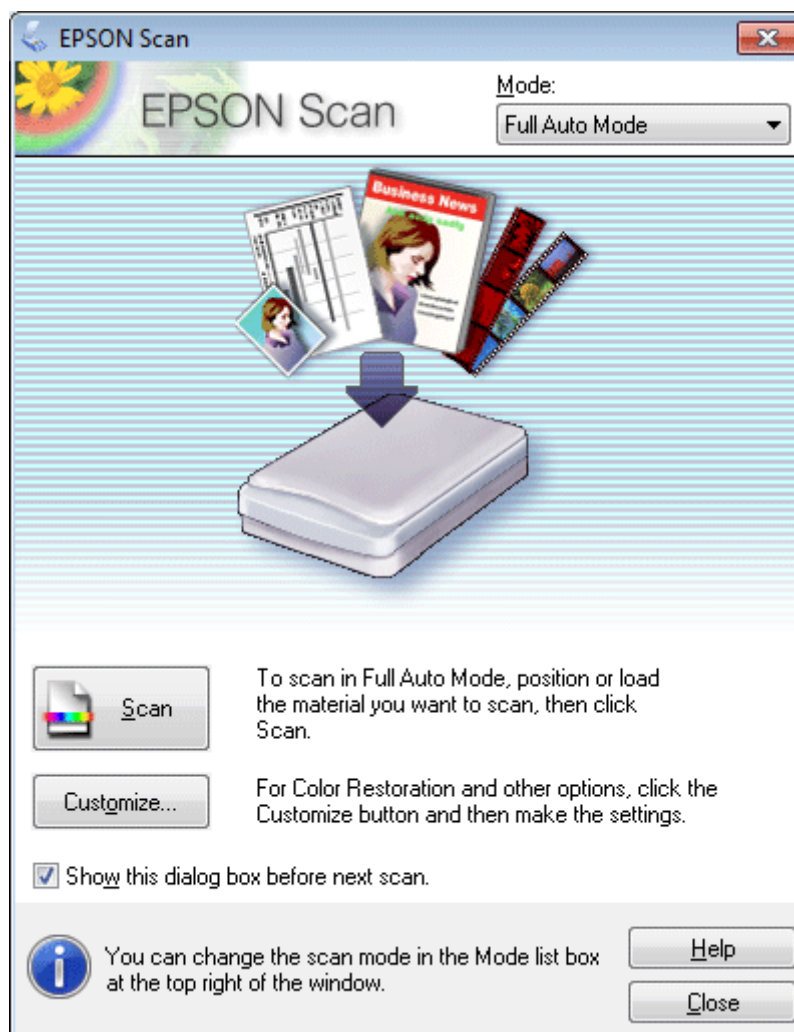 EPSON Scan
EPSON Scan
Mode:
Full Auto Mode
Business News
Scan
To scan in Full Auto Mode, position or load
the material you want to scan, then click
Scan.
Customize...
For Color Restoration and other options, click the
Customize button and then make the settings.
Show this dialog box before next scan.
You can change the scan mode in the Mode list box
at the top right of the window.
Help
Close